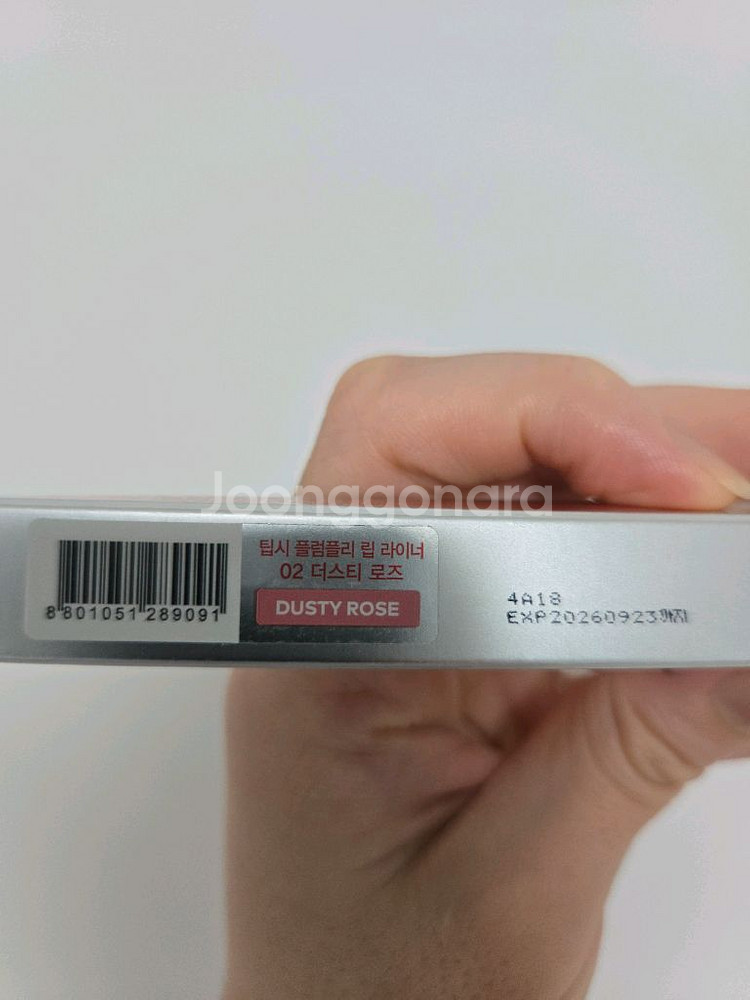 Joonggonara
팁시 플럼플리 립 라이너
02 더스티 로즈
DUSTY ROSE
8 801051 289091
4A18
EXP20260923까지